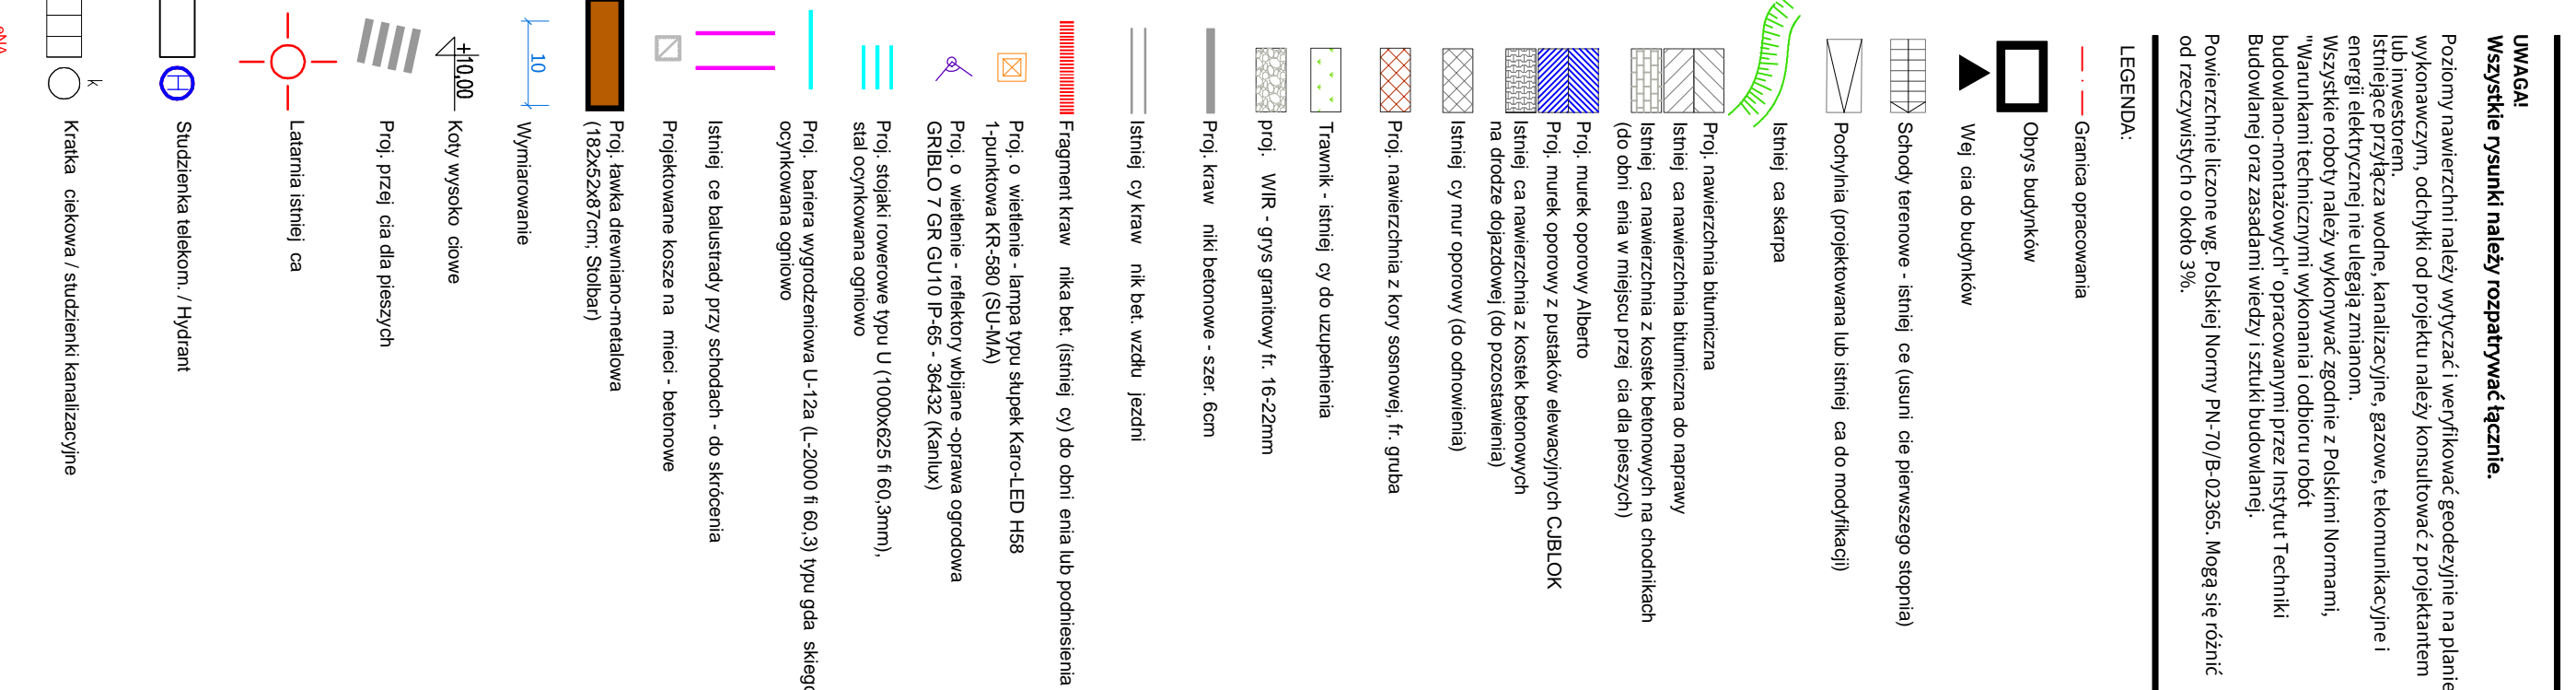 UWAGA!
Wszystkie rysunki należy rozpatrywać łącznie.
Poziomy nawierzchni należy wytyczać i weryfikować geodezyjnie na planie
wykonawczym, odchyłki od projektu należy konsultować z projektantem
lub inwestorem.
Istniejące przyłącza wodne, kanalizacyjne, gazowe, tekomunikacyjne i
energii elektrycznej nie ulegają zmianom.
Wszystkie roboty należy wykonywać zgodnie z Polskimi Normami,
"Warunkami technicznymi wykonania i odbioru robót
budowlano-montażowych" opracowanymi przez Instytut Techniki
Budowlanej oraz zasadami wiedzy i sztuki budowlanej.
Powierzchnie liczone wg. Polskiej Normy PN-70/B-02365. Mogą się różnić
od rzeczywistych o około 3%.
LEGENDA:
Granica opracowania
Obrys budynków
Wej cia do budynków
Schody terenowe - istniej ce (usuni cie pierwszego stopnia)
Pochylnia (projektowana lub istniej ca do modyfikacji)
Istniej ca skarpa
Proj. nawierzchnia bitumiczna
Istniej ca nawierzchnia bitumiczna do naprawy
Istniej ca nawierzchnia z kostek betonowych na chodnikach
(do obni enia w miejscu przej cia dla pieszych)
Proj. murek oporowy Alberto
Proj. murek oporowy z pustaków elewacyjnych CJBLOK
Istniej ca nawierzchnia z kostek betonowych
na drodze dojazdowej (do pozostawienia)
Istniej cy mur oporowy (do odnowienia)
Proj. nawierzchnia z kory sosnowej, fr. gruba
Trawnik - istniej cy do uzupełnienia
proj. WIR - grys granitowy fr. 16-22mm
Proj. kraw niki betonowe - szer. 6cm
Istniej cy kraw nik bet. wzdłu jezdni
Fragment kraw nika bet. (istniej cy) do obni enia lub podniesienia
Proj. o wietlenie - lampa typu słupek Karo-LED H58
1-punktowa KR-580 (SU-MA)
Proj. o wietlenie - reflektory wbijane -oprawa ogrodowa
GRIBLO 7 GR GU10 IP-65 - 36432 (Kanlux)
Proj. stojaki rowerowe typu U (1000x625 fi 60,3mm),
stal ocynkowana ogniowo
Proj. bariera wygrodzeniowa U-12a (L-2000 fi 60,3) typu gda skiego
ocynkowana ogniowo
Istniej ce balustrady przy schodach - do skrócenia
Projektowane kosze na mieci - betonowe
Proj. ławka drewniano-metalowa
(182x52x87cm; Stolbar)
10
Wymiarowanie
+10,00
Koty wysoko ciowe
Proj. przej cia dla pieszych
Latarnia istniej ca
H
Studzienka telekom. / Hydrant
k
Kratka ciekowa / studzienki kanalizacyjne